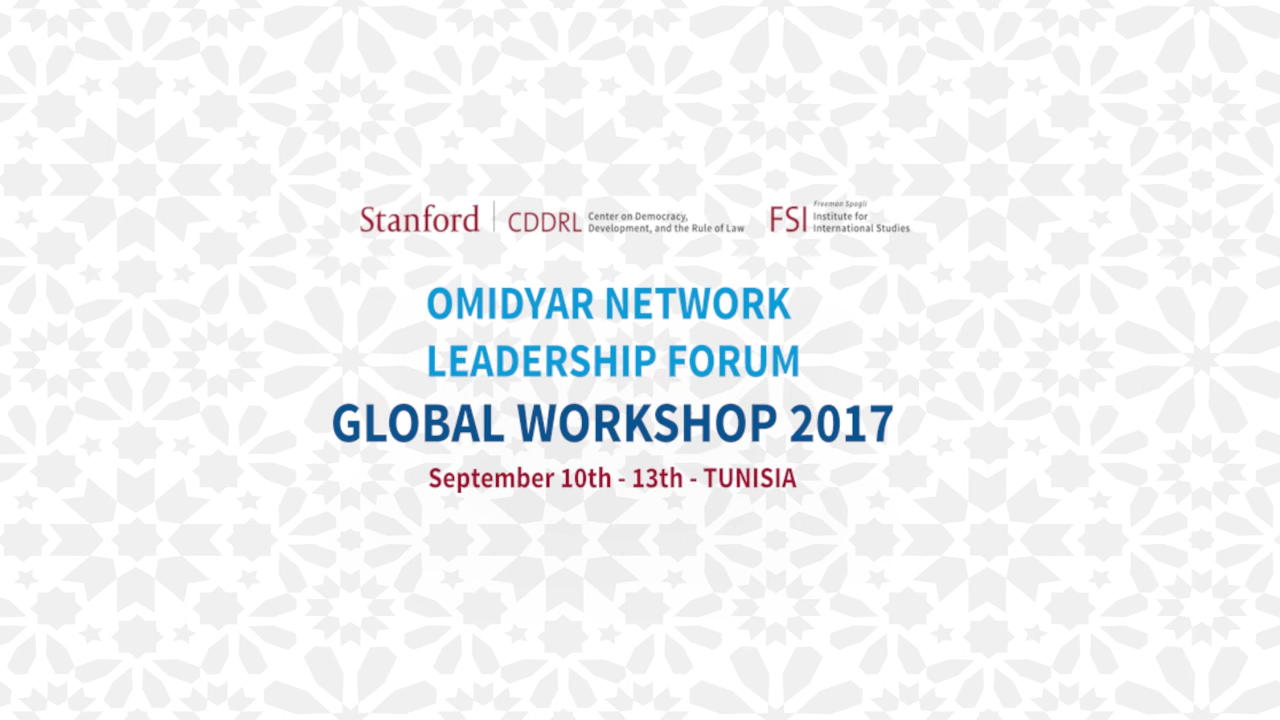 Stanford CDDRL Center on Democracy,
Development, and the Rule of Law
FSI Freeman Spogli
Institute for
International Studies
OMIDYAR NETWORK
LEADERSHIP FORUM
GLOBAL WORKSHOP 2017
September 10th - 13th - TUNISIA